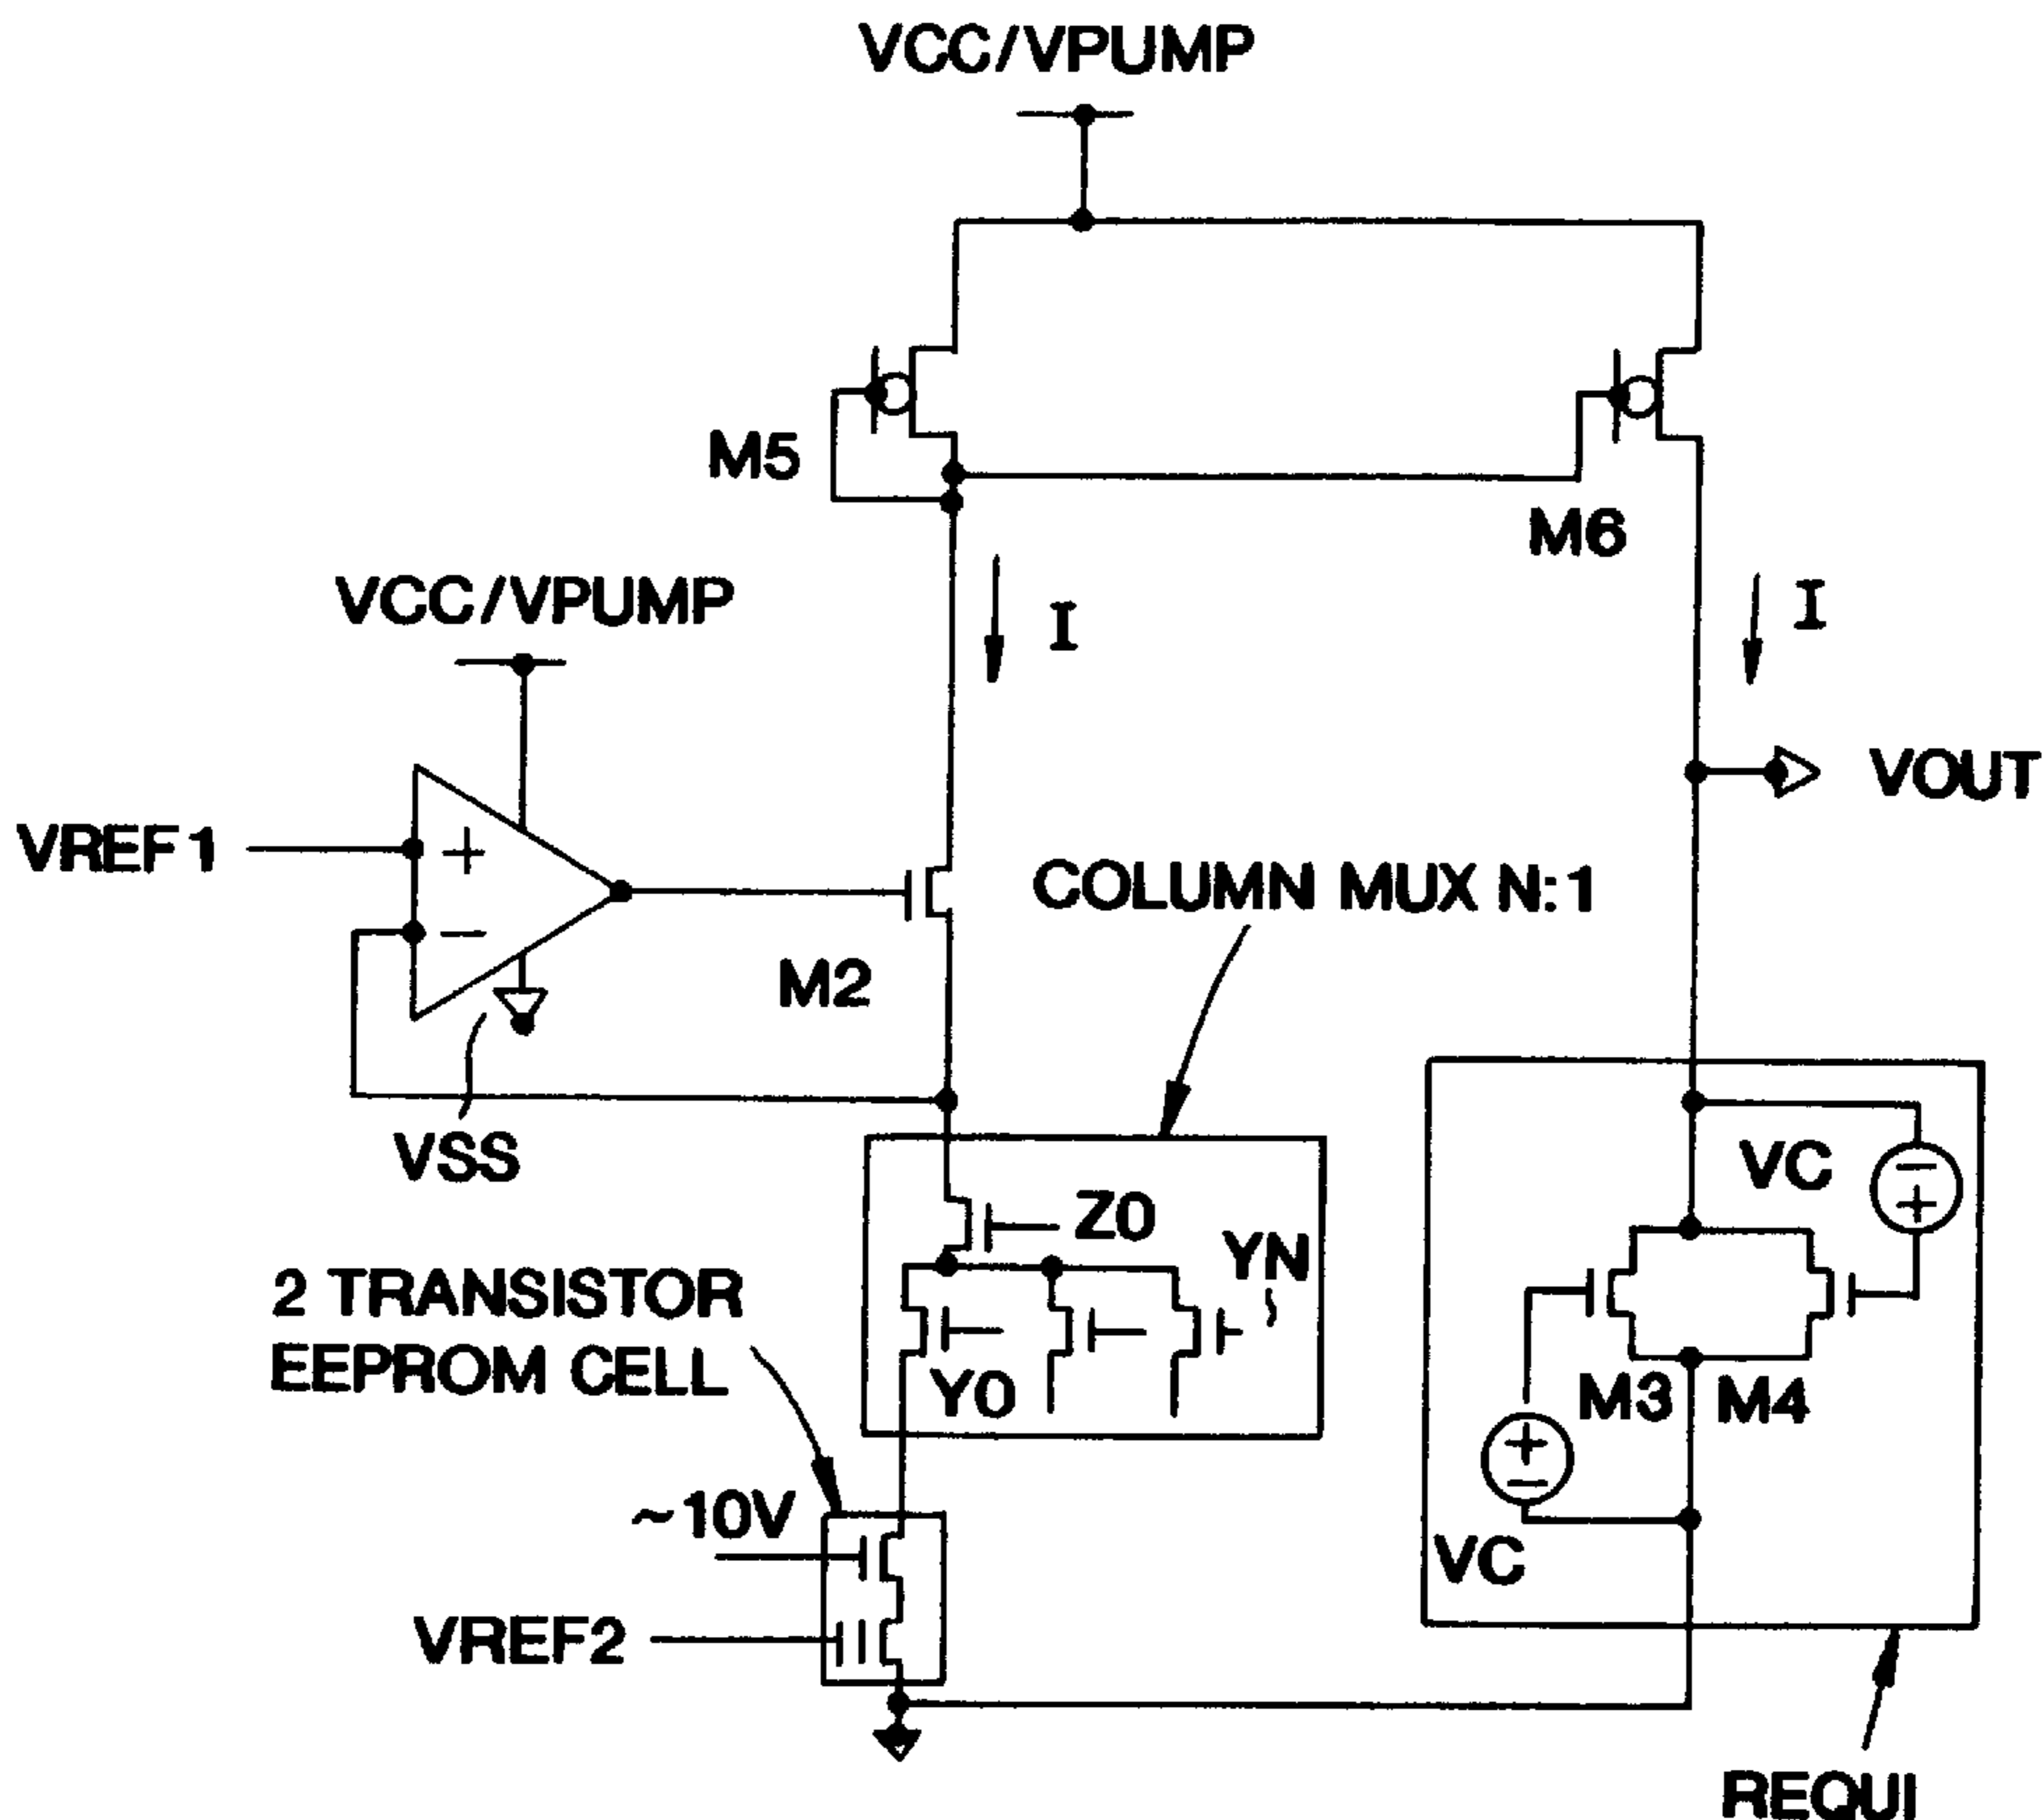 VCC/VPUMP
M5
M6
VCC/VPUMP
I
I
VOUT
VREF1
+
−
COLUMN MUX N:1
M2
VSS
VC
−
+
Z0
YN
2 TRANSISTOR
EEPROM CELL
Y0
M3
M4
+
−
~10V
VC
VREF2
REQUI